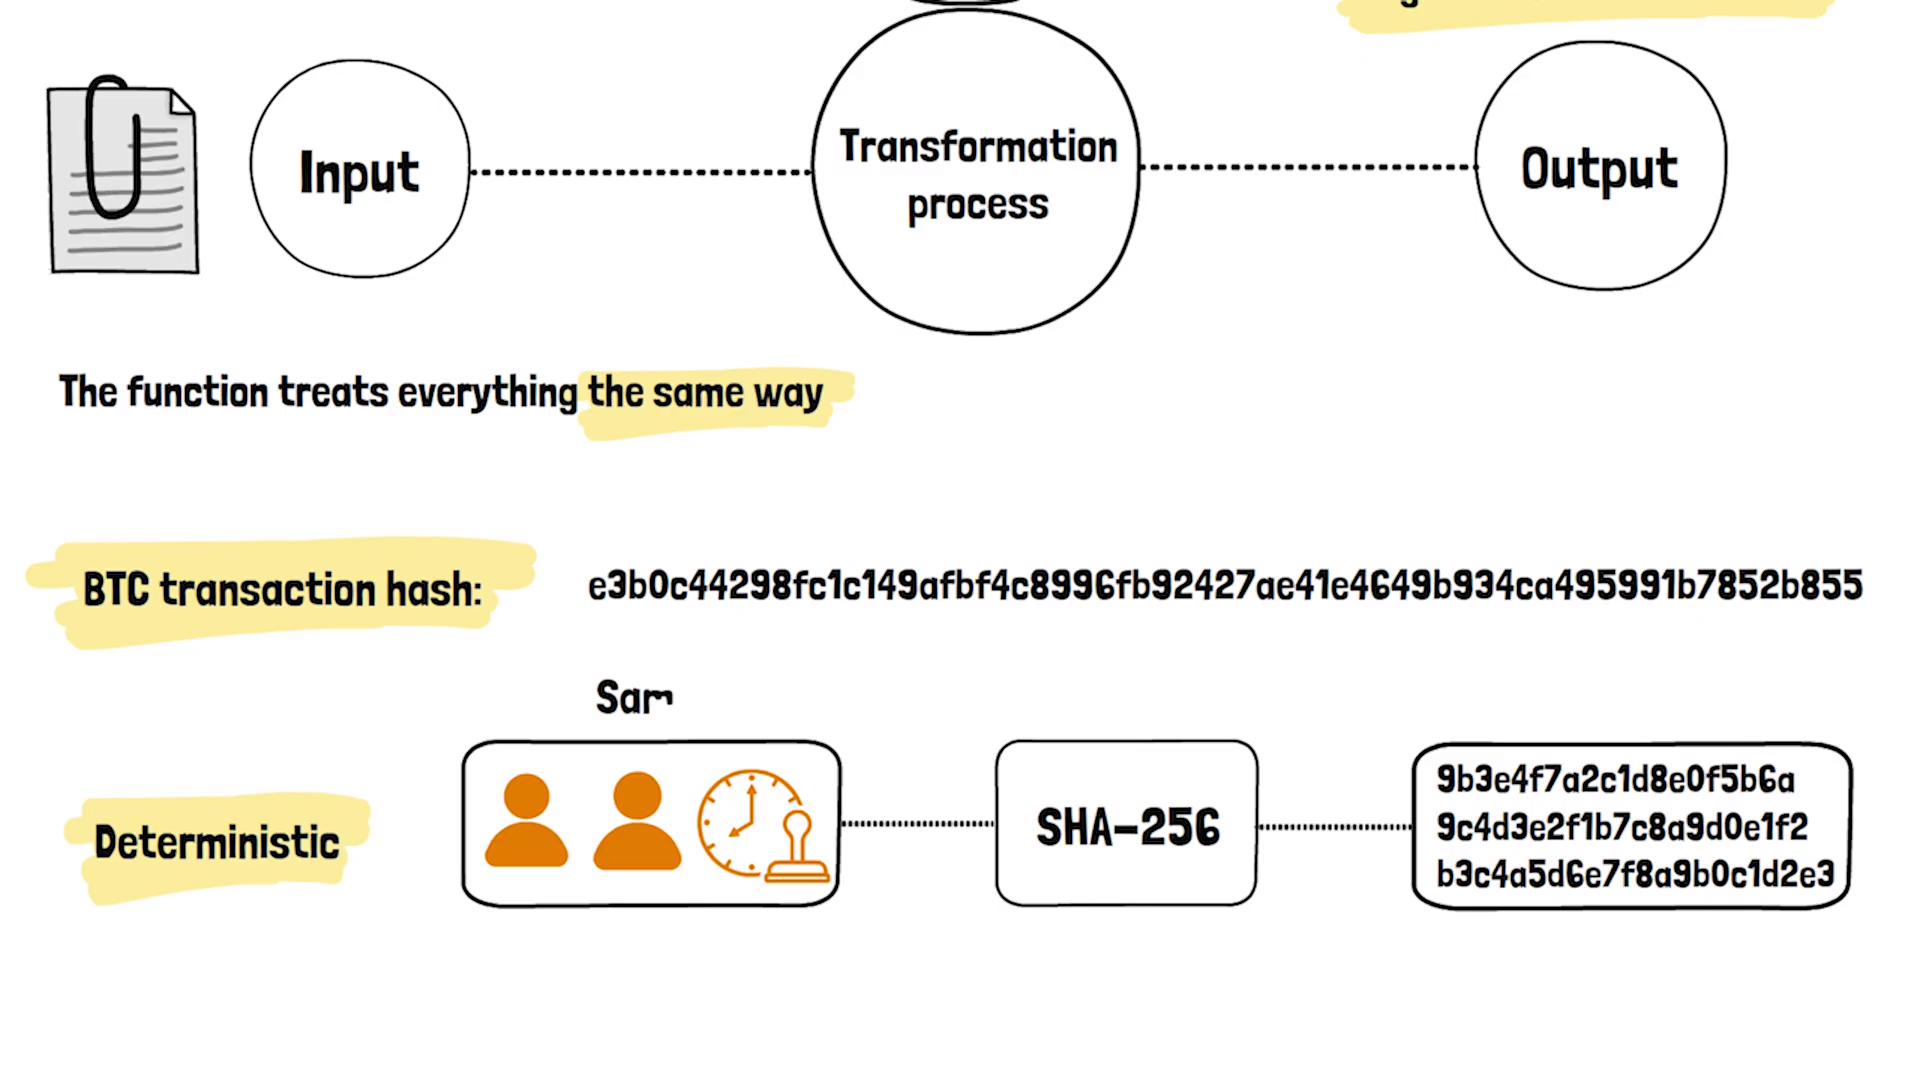 Input
Transformation
process
Output
The function treats everything the same way
BTC transaction hash:
e3b0c44298fc1c149afbf4c8996fb92427ae41e4649b934ca495991b7852b855
Deterministic
SHA-256
9b3e4f7a2c1d8e0f5b6a
9c4d3e2f1b7c8a9d0e1f2
b3c4a5d6e7f8a9b0c1d2e3